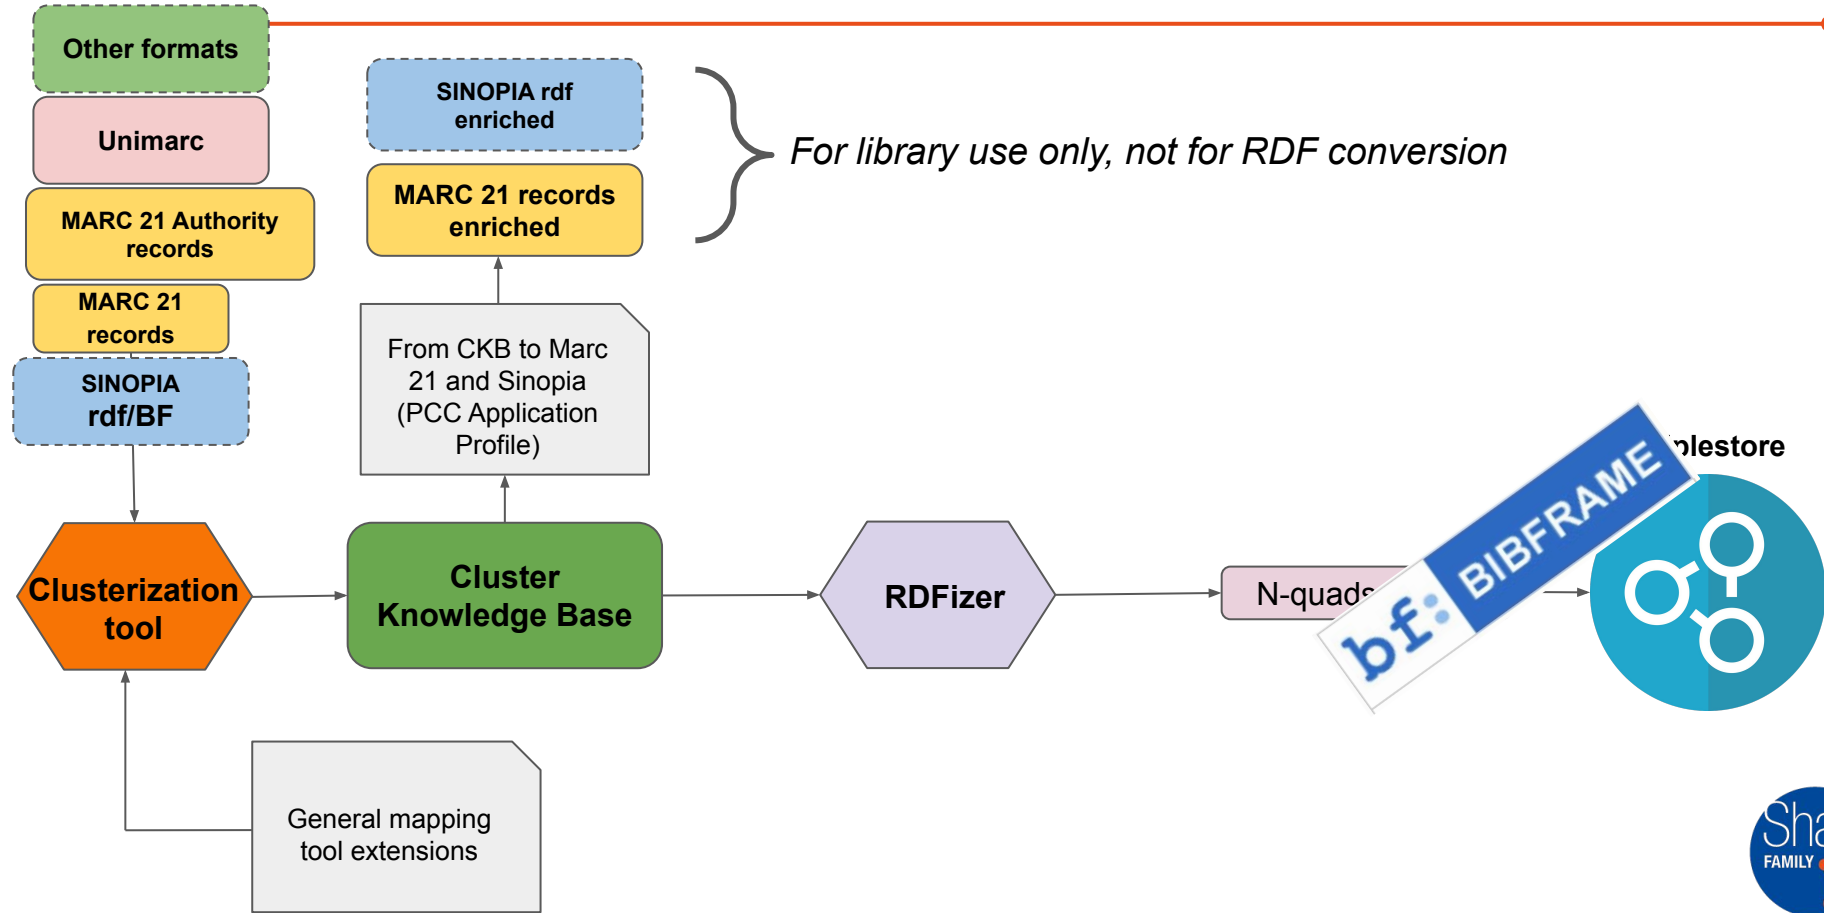 Other formats
Unimarc
MARC 21 Authority
records
MARC 21
records
SINOPIA
rdf/BF
SINOPIA rdf
enriched
MARC 21 records
enriched
For library use only, not for RDF conversion
From CKB to Marc
21 and Sinopia
(PCC Application
Profile)
Clusterization
tool
Cluster
Knowledge Base
RDFizer
N-quads
bf: BIBFRAME
plestore
General mapping
tool extensions
Sha
FAMILY